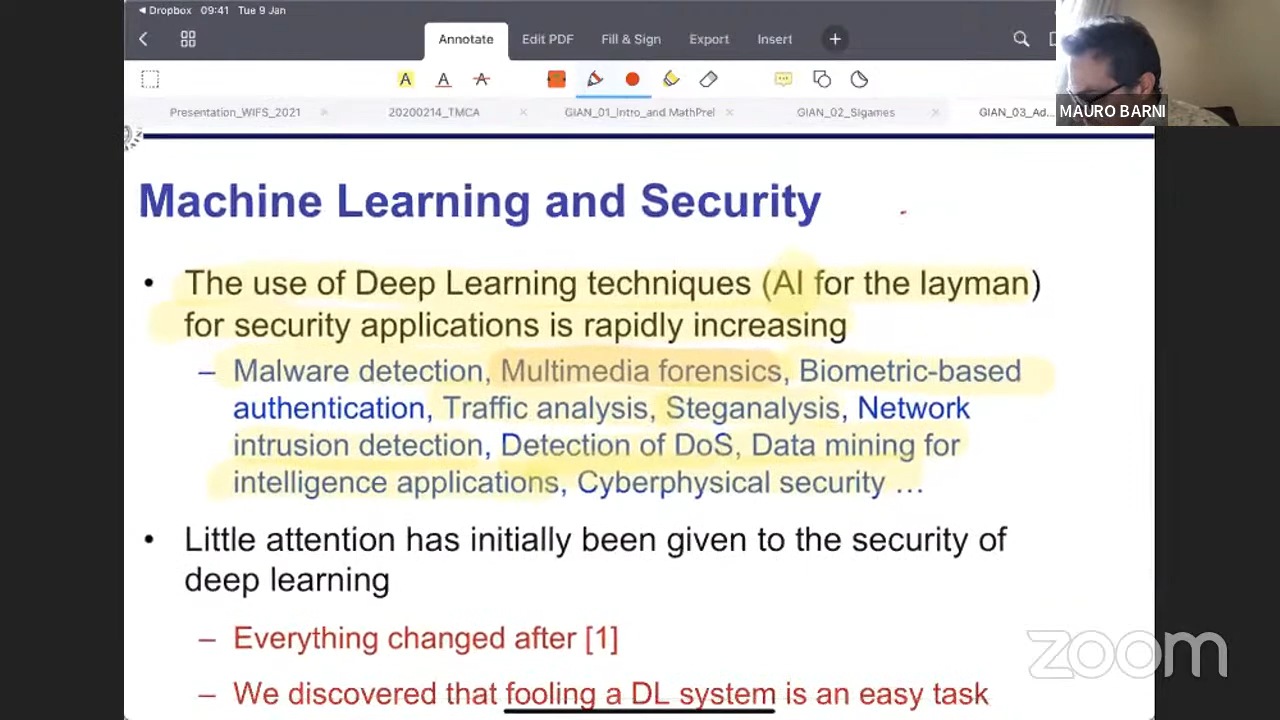 Dropbox 09:41 Tue 9 Jan
Annotate Edit PDF Fill & Sign Export Insert
A A A
Presentation_WIFS_2021 20200214_TMCA GIAN_01_Intro_and MathPrel GIAN_02_SIgames GIAN_03_Ad...
MAURO BARNI
Machine Learning and Security
• The use of Deep Learning techniques (AI for the layman)
for security applications is rapidly increasing
– Malware detection, Multimedia forensics, Biometric-based
authentication, Traffic analysis, Steganalysis, Network
intrusion detection, Detection of DoS, Data mining for
intelligence applications, Cyberphysical security …
• Little attention has initially been given to the security of
deep learning
– Everything changed after [1]
– We discovered that fooling a DL system is an easy task
zoom